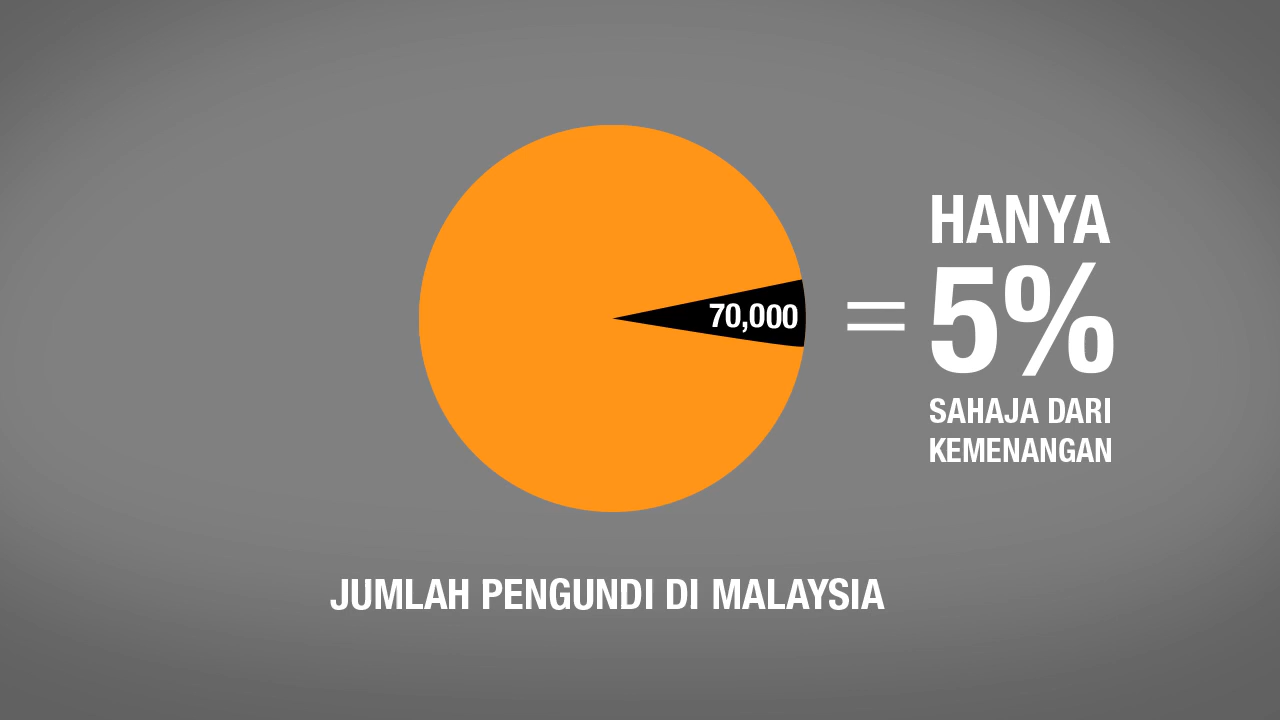 70,000
=
HANYA
5%
SAHAJA DARI
KEMENANGAN
JUMLAH PENGUNDI DI MALAYSIA